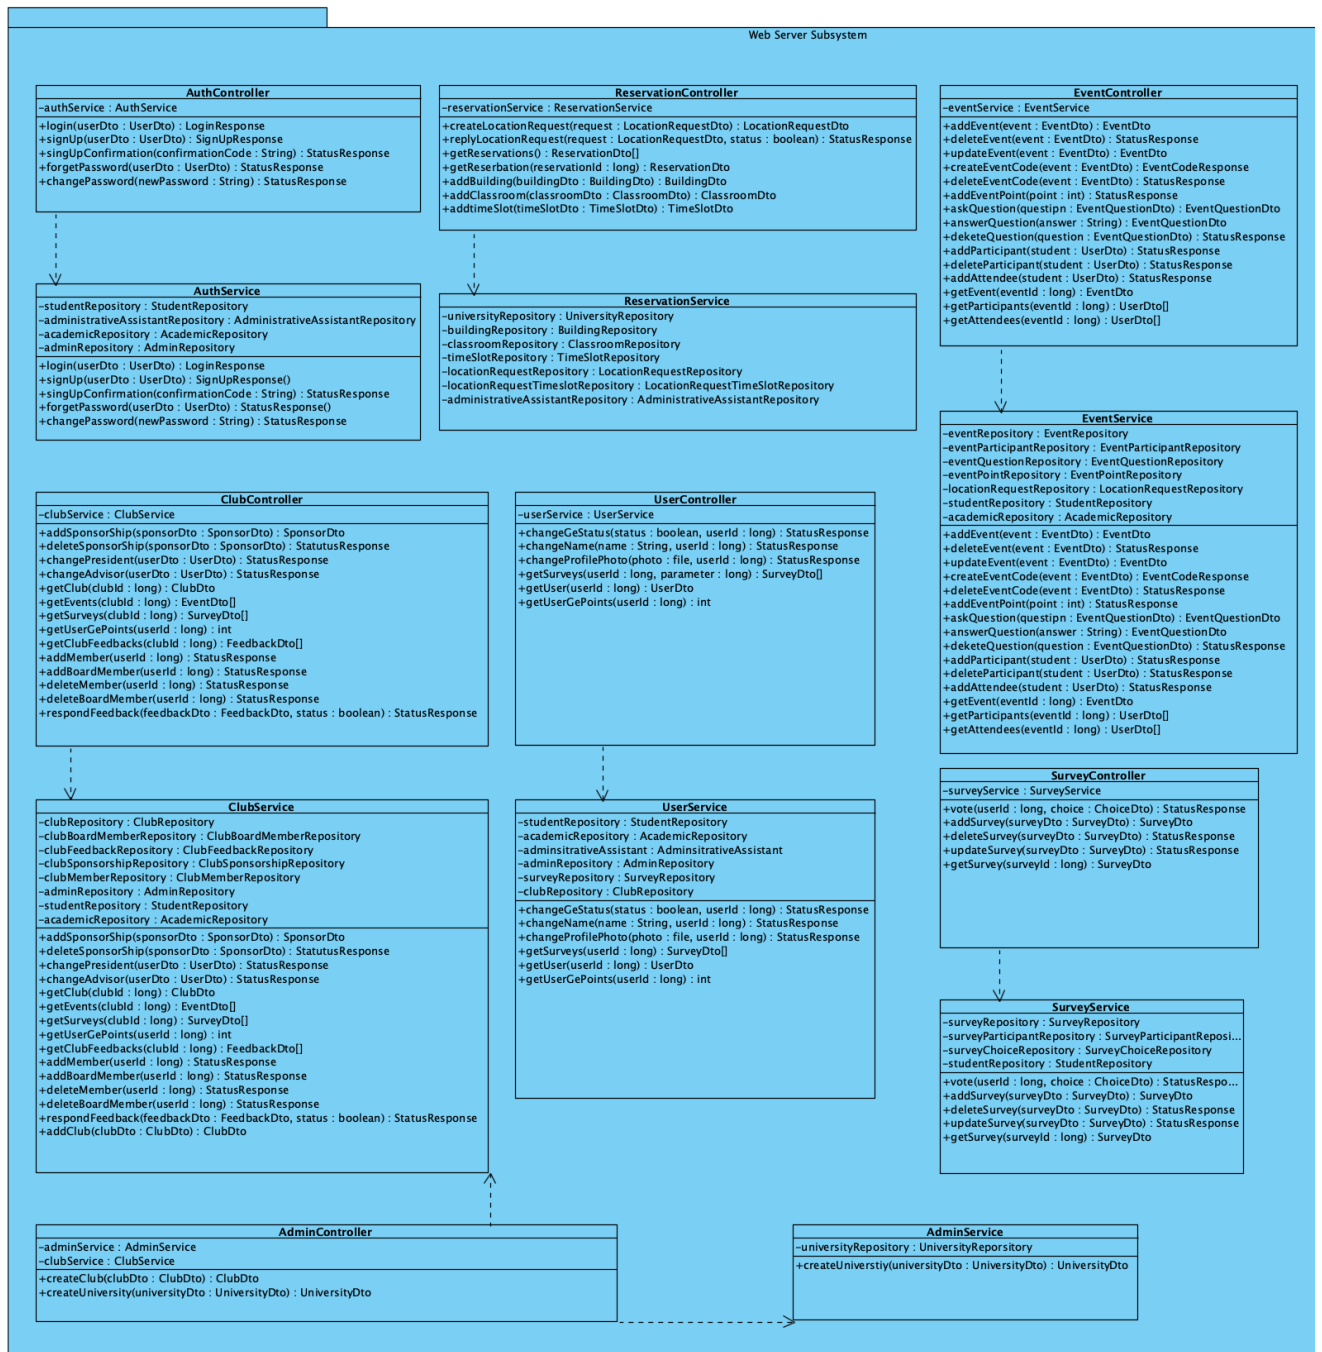 Web Server Subsystem
AuthController
-authService : AuthService
+login(userDto : UserDto) : LoginResponse
+signUp(userDto : UserDto) : SignUpResponse
+singUpConfirmation(confirmationCode : String) : StatusResponse
+forgetPassword(userDto : UserDto) : StatusResponse
+changePassword(newPassword : String) : StatusResponse
ReservationController
-reservationService : ReservationService
+createLocationRequest(request : LocationRequestDto) : LocationRequestDto
+replyLocationRequest(request : LocationRequestDto, status : boolean) : StatusResponse
+getReservations() : ReservationDto[]
+getReserbation(reservationId : long) : ReservationDto
+addBuilding(buildingDto : BuildingDto) : BuildingDto
+addClassroom(classroomDto : ClassroomDto) : ClassroomDto
+addtimeSlot(timeSlotDto : TimeSlotDto) : TimeSlotDto
EventController
-eventService : EventService
+addEvent(event : EventDto) : EventDto
+deleteEvent(event : EventDto) : StatusResponse
+updateEvent(event : EventDto) : EventDto
+createEventCode(event : EventDto) : EventCodeResponse
+deleteEventCode(event : EventDto) : StatusResponse
+addEventPoint(point : int) : StatusResponse
+askQuestion(questipn : EventQuestionDto) : EventQuestionDto
+answerQuestion(answer : String) : EventQuestionDto
+deketeQuestion(question : EventQuestionDto) : StatusResponse
+addParticipant(student : UserDto) : StatusResponse
+deleteParticipant(student : UserDto) : StatusResponse
+addAttendee(student : UserDto) : StatusResponse
+getEvent(eventId : long) : EventDto
+getParticipants(eventId : long) : UserDto[]
+getAttendees(eventId : long) : UserDto[]
AuthService
-studentRepository : StudentRepository
-administrativeAssistantRepository : AdministrativeAssistantRepository
-academicRepository : AcademicRepository
-adminRepository : AdminRepository
+login(userDto : UserDto) : LoginResponse
+signUp(userDto : UserDto) : SignUpResponse()
+singUpConfirmation(confirmationCode : String) : StatusResponse
+forgetPassword(userDto : UserDto) : StatusResponse()
+changePassword(newPassword : String) : StatusResponse
ReservationService
-universityRepository : UniversityRepository
-buildingRepository : BuildingRepository
-classroomRepository : ClassroomRepository
-timeSlotRepository : TimeSlotRepository
-locationRequestRepository : LocationRequestRepository
-locationRequestTimeslotRepository : LocationRequestTimeSlotRepository
-administrativeAssistantRepository : AdministrativeAssistantRepository
EventService
-eventRepository : EventRepository
-eventParticipantRepository : EventParticipantRepository
-eventQuestionRepository : EventQuestionRepository
-eventPointRepository : EventPointRepository
-locationRequestRepository : LocationRequestRepository
-studentRepository : StudentRepository
-academicRepository : AcademicRepository
+addEvent(event : EventDto) : EventDto
+deleteEvent(event : EventDto) : StatusResponse
+updateEvent(event : EventDto) : EventDto
+createEventCode(event : EventDto) : EventCodeResponse
+deleteEventCode(event : EventDto) : StatusResponse
+addEventPoint(point : int) : StatusResponse
+askQuestion(questipn : EventQuestionDto) : EventQuestionDto
+answerQuestion(answer : String) : EventQuestionDto
+deketeQuestion(question : EventQuestionDto) : StatusResponse
+addParticipant(student : UserDto) : StatusResponse
+deleteParticipant(student : UserDto) : StatusResponse
+addAttendee(student : UserDto) : StatusResponse
+getEvent(eventId : long) : EventDto
+getParticipants(eventId : long) : UserDto[]
+getAttendees(eventId : long) : UserDto[]
ClubController
-clubService : ClubService
+addSponsorShip(sponsorDto : SponsorDto) : SponsorDto
+deleteSponsorShip(sponsorDto : SponsorDto) : StatutusResponse
+changePresident(userDto : UserDto) : StatusResponse
+changeAdvisor(userDto : UserDto) : StatusResponse
+getClub(clubId : long) : ClubDto
+getEvents(clubId : long) : EventDto[]
+getSurveys(clubId : long) : SurveyDto[]
+getUserGePoints(userId : long) : int
+getClubFeedbacks(clubId : long) : FeedbackDto[]
+addMember(userId : long) : StatusResponse
+addBoardMember(userId : long) : StatusResponse
+deleteMember(userId : long) : StatusResponse
+deleteBoardMember(userId : long) : StatusResponse
+respondFeedback(feedbackDto : FeedbackDto, status : boolean) : StatusResponse
UserController
-userService : UserService
+changeGeStatus(status : boolean, userId : long) : StatusResponse
+changeName(name : String, userId : long) : StatusResponse
+changeProfilePhoto(photo : file, userId : long) : StatusResponse
+getSurveys(userId : long, parameter : long) : SurveyDto[]
+getUser(userId : long) : UserDto
+getUserGePoints(userId : long) : int
SurveyController
-surveyService : SurveyService
+vote(userId : long, choice : ChoiceDto) : StatusResponse
+addSurvey(surveyDto : SurveyDto) : SurveyDto
+deleteSurvey(surveyDto : SurveyDto) : StatusResponse
+updateSurvey(surveyDto : SurveyDto) : StatusResponse
+getSurvey(surveyId : long) : SurveyDto
ClubService
-clubRepository : ClubRepository
-clubBoardMemberRepository : ClubBoardMemberRepository
-clubFeedbackRepository : ClubFeedbackRepository
-clubSponsorshipRepository : ClubSponsorshipRepository
-clubMemberRepository : ClubMemberRepository
-adminRepository : AdminRepository
-studentRepository : StudentRepository
-academicRepository : AcademicRepository
+addSponsorShip(sponsorDto : SponsorDto) : SponsorDto
+deleteSponsorShip(sponsorDto : SponsorDto) : StatutusResponse
+changePresident(userDto : UserDto) : StatusResponse
+changeAdvisor(userDto : UserDto) : StatusResponse
+getClub(clubId : long) : ClubDto
+getEvents(clubId : long) : EventDto[]
+getSurveys(clubId : long) : SurveyDto[]
+getUserGePoints(userId : long) : int
+getClubFeedbacks(clubId : long) : FeedbackDto[]
+addMember(userId : long) : StatusResponse
+addBoardMember(userId : long) : StatusResponse
+deleteMember(userId : long) : StatusResponse
+deleteBoardMember(userId : long) : StatusResponse
+respondFeedback(feedbackDto : FeedbackDto, status : boolean) : StatusResponse
+addClub(clubDto : ClubDto) : ClubDto
UserService
-studentRepository : StudentRepository
-academicRepository : AcademicRepository
-adminsitrativeAssistant : AdminsitrativeAssistant
-adminRepository : AdminRepository
-surveyRepository : SurveyRepository
-clubRepository : ClubRepository
+changeGeStatus(status : boolean, userId : long) : StatusResponse
+changeName(name : String, userId : long) : StatusResponse
+changeProfilePhoto(photo : file, userId : long) : StatusResponse
+getSurveys(userId : long) : SurveyDto[]
+getUser(userId : long) : UserDto
+getUserGePoints(userId : long) : int
SurveyService
-surveyRepository : SurveyRepository
-surveyParticipantRepository : SurveyParticipantReposi...
-surveyChoiceRepository : SurveyChoiceRepository
-studentRepository : StudentRepository
+vote(userId : long, choice : ChoiceDto) : StatusRespo...
+addSurvey(surveyDto : SurveyDto) : SurveyDto
+deleteSurvey(surveyDto : SurveyDto) : StatusResponse
+updateSurvey(surveyDto : SurveyDto) : StatusResponse
+getSurvey(surveyId : long) : SurveyDto
AdminController
-adminService : AdminService
-clubService : ClubService
+createClub(clubDto : ClubDto) : ClubDto
+createUniversity(universityDto : UniversityDto) : UniversityDto
AdminService
-universityRepository : UniversityReporsitory
+createUniverstiy(universityDto : UniversityDto) : UniversityDto